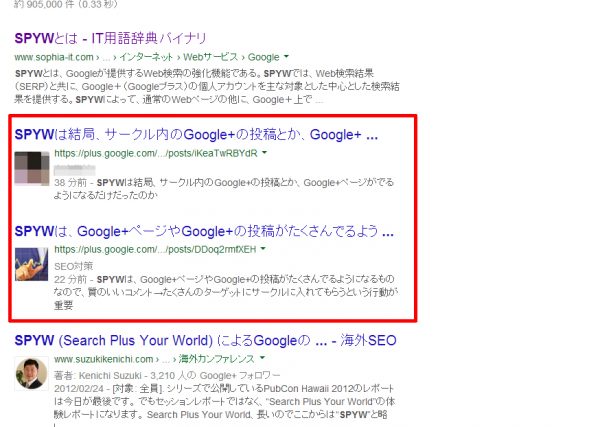 約 905,000 件 (0.33 秒)
SPYWとは - IT用語辞典バイナリ
www.sophia-it.com › ... › インターネット › Webサービス › Google
SPYWとは、Googleが提供するWeb検索の強化機能である。SPYWでは、Web検索結果
(SERP)と共に、Google+(Googleプラス)の個人アカウントを主な対象とした中心とした検索結
果を提供する。SPYWによって、通常のWebページの他に、Google+上で ...
SPYWは結局、サークル内のGoogle+の投稿とか、Google+ ...
https://plus.google.com/.../posts/iKeaTwRBYdR
38 分前 - SPYWは結局、サークル内のGoogle+の投稿とか、Google+ページがでる
ようになるだけだったのか
SPYWは、Google+ページやGoogle+の投稿がたくさんでるよう ...
https://plus.google.com/.../posts/DDoq2rmfXEH
SEO対策
22 分前 - SPYWは、Google+ページやGoogle+の投稿がたくさんでるようになるもの
なので、質のいいコメント→たくさんのターゲットにサークルに入れてもらうという行動が
重要
SPYW (Search Plus Your World) によるGoogleの ... - 海外SEO
www.suzukikenichi.com › ... › 海外カンファレンス
著者: Kenichi Suzuki - 3,210 人の Google+ フォロワー
2012/02/24 - [対象: 全員]. シリーズで公開しているPubCon Hawaii 2012のレポート
は今日が最後です。 でもセッションレポートではなく、"Search Plus Your World"の体
験レポートになります。 Search Plus Your World, 長いのでここからは"SPYW"と略